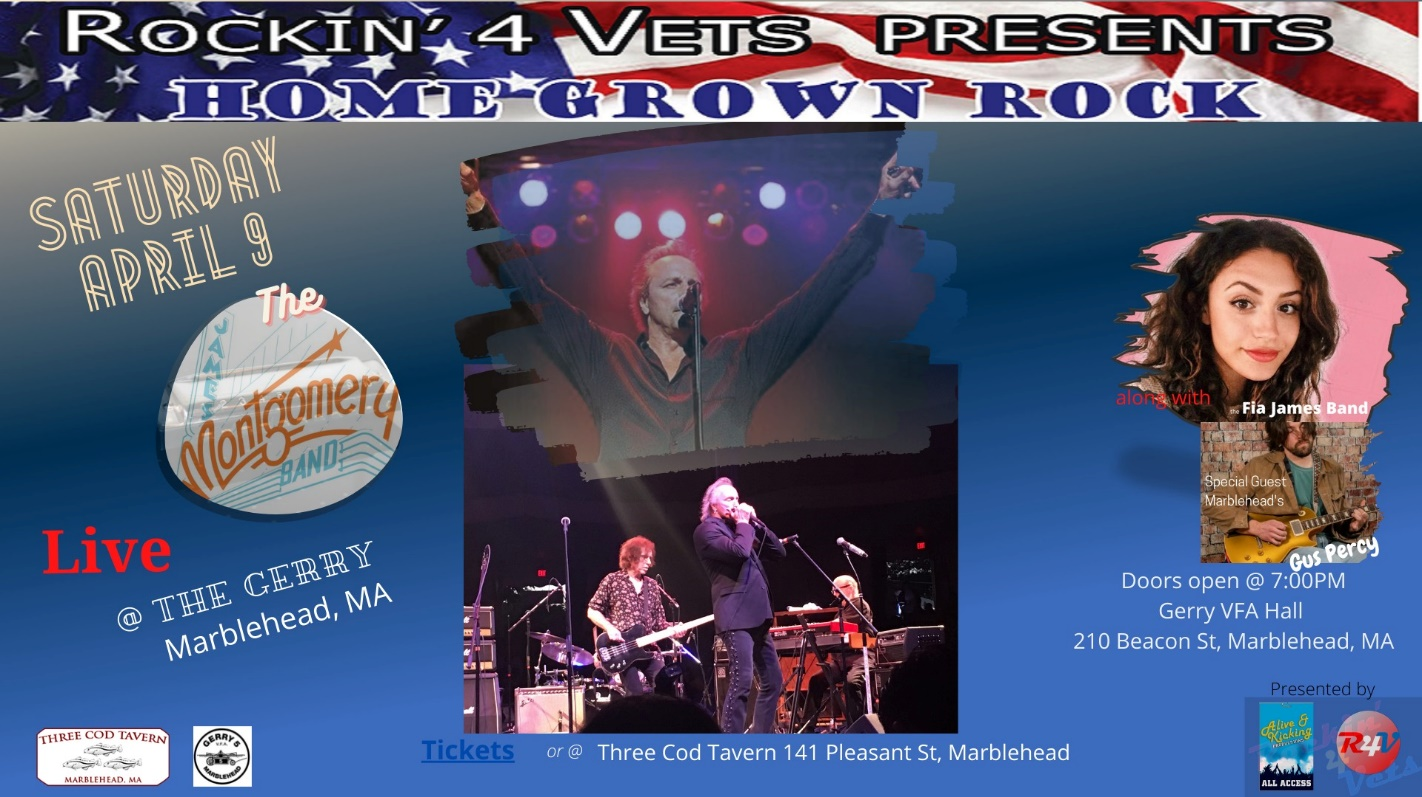 ROCKIN' 4 VETS PRESENTS
HOME GROWN ROCK
SATURDAY
APRIL 9
The
JAMES
Montgomery
BAND
Live
@ THE GERRY
Marblehead, MA
along with
the Fia James Band
Special Guest
Marblehead's
Gus Percy
Doors open @ 7:00PM
Gerry VFA Hall
210 Beacon St, Marblehead, MA
Presented by
Alive &
Kicking
ALL ACCESS
R4V
THREE COD TAVERN
MARBLEHEAD, MA
GERRY 5
V.F.A.
MARBLEHEAD
Tickets or @ Three Cod Tavern 141 Pleasant St, Marblehead